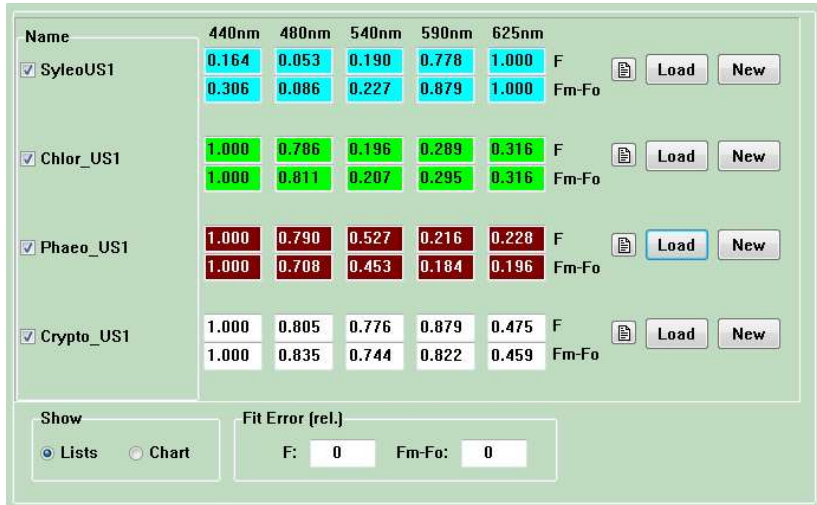 Name 440nm 480nm 540nm 590nm 625nm
SyleoUS1 0.164 0.053 0.190 0.778 1.000 F Load New
0.306 0.086 0.227 0.879 1.000 Fm-Fo
Chlor_US1 1.000 0.786 0.196 0.289 0.316 F Load New
1.000 0.811 0.207 0.295 0.316 Fm-Fo
Phaeo_US1 1.000 0.790 0.527 0.216 0.228 F Load New
1.000 0.708 0.453 0.184 0.196 Fm-Fo
Crypto_US1 1.000 0.805 0.776 0.879 0.475 F Load New
1.000 0.835 0.744 0.822 0.459 Fm-Fo
Show Fit Error (rel.)
Lists Chart F: 0 Fm-Fo: 0